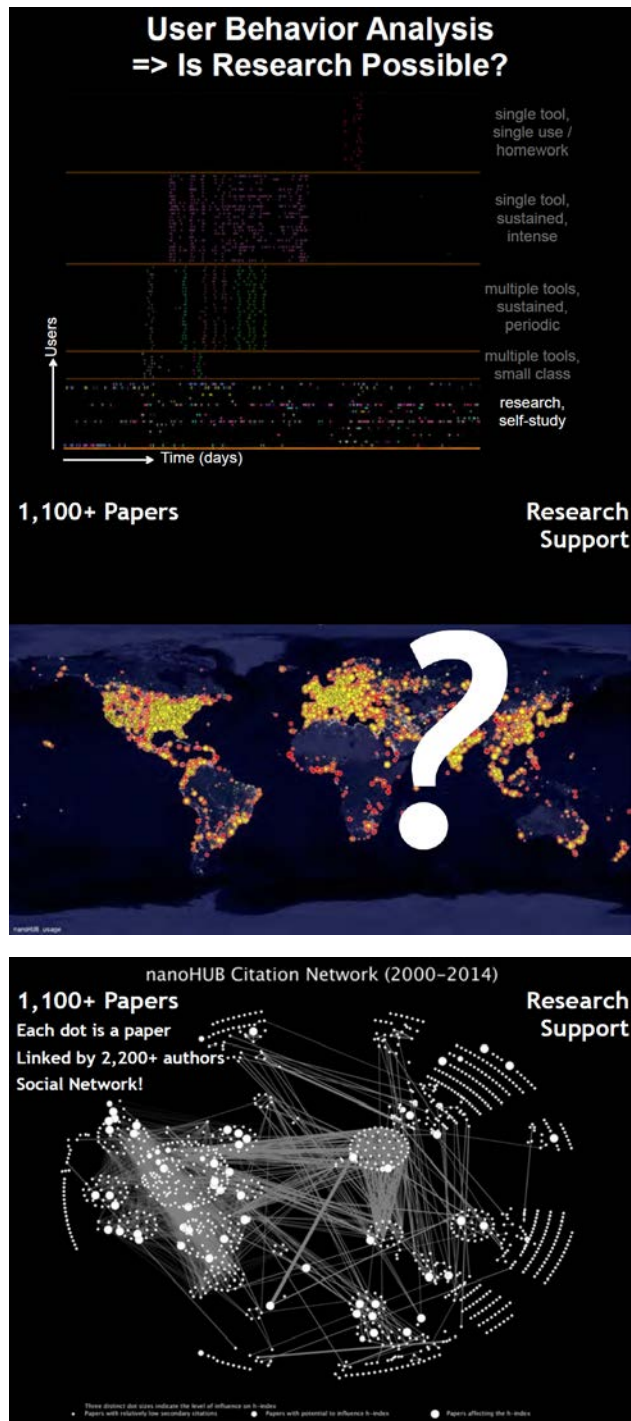 User Behavior Analysis
=> Is Research Possible?
single tool,
single use /
homework
single tool,
sustained,
intense
multiple tools,
sustained,
periodic
multiple tools,
small class
research,
self-study
Users
Time (days)
1,100+ Papers
Research
Support
?
nanoHUB usage
nanoHUB Citation Network (2000-2014)
1,100+ Papers
Research
Support
Each dot is a paper
Linked by 2,200+ authors
Social Network!
Three distinct dot sizes indicate the level of influence on h-index
Papers with relatively low secondary citations
Papers with potential to influence h-index
Papers affecting the h-index